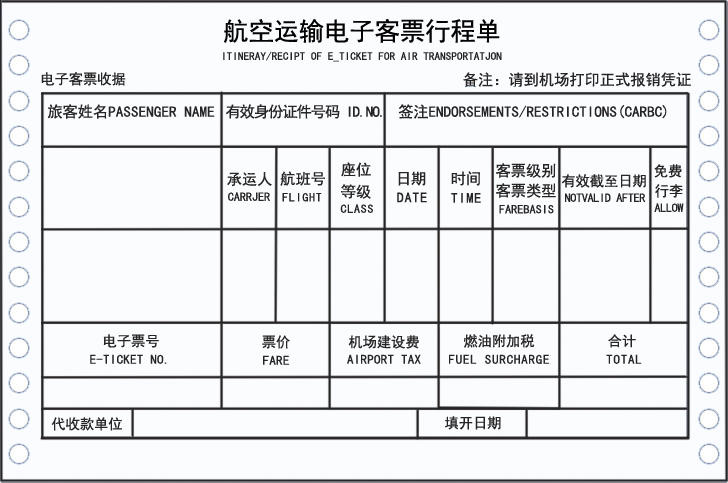 航空运输电子客票行程单
ITINERAY/RECIPT OF E_TICKET FOR AIR TRANSPORTATJON
电子客票收据 备注：请到机场打印正式报销凭证
旅客姓名PASSENGER NAME 有效身份证件号码 ID.NO. 签注ENDORSEMENTS/RESTRICTIONS(CARBC)
承运人 CARRJER
航班号 FLIGHT
座位
等级
CLASS
日期
DATE
时间
TIME
客票级别
客票类型
FAREBASIS
有效截至日期
NOTVALID AFTER
免费
行李
ALLOW
电子票号
E-TICKET NO.
票价
FARE
机场建设费
AIRPORT TAX
燃油附加税
FUEL SURCHARGE
合计
TOTAL
代收款单位 填开日期